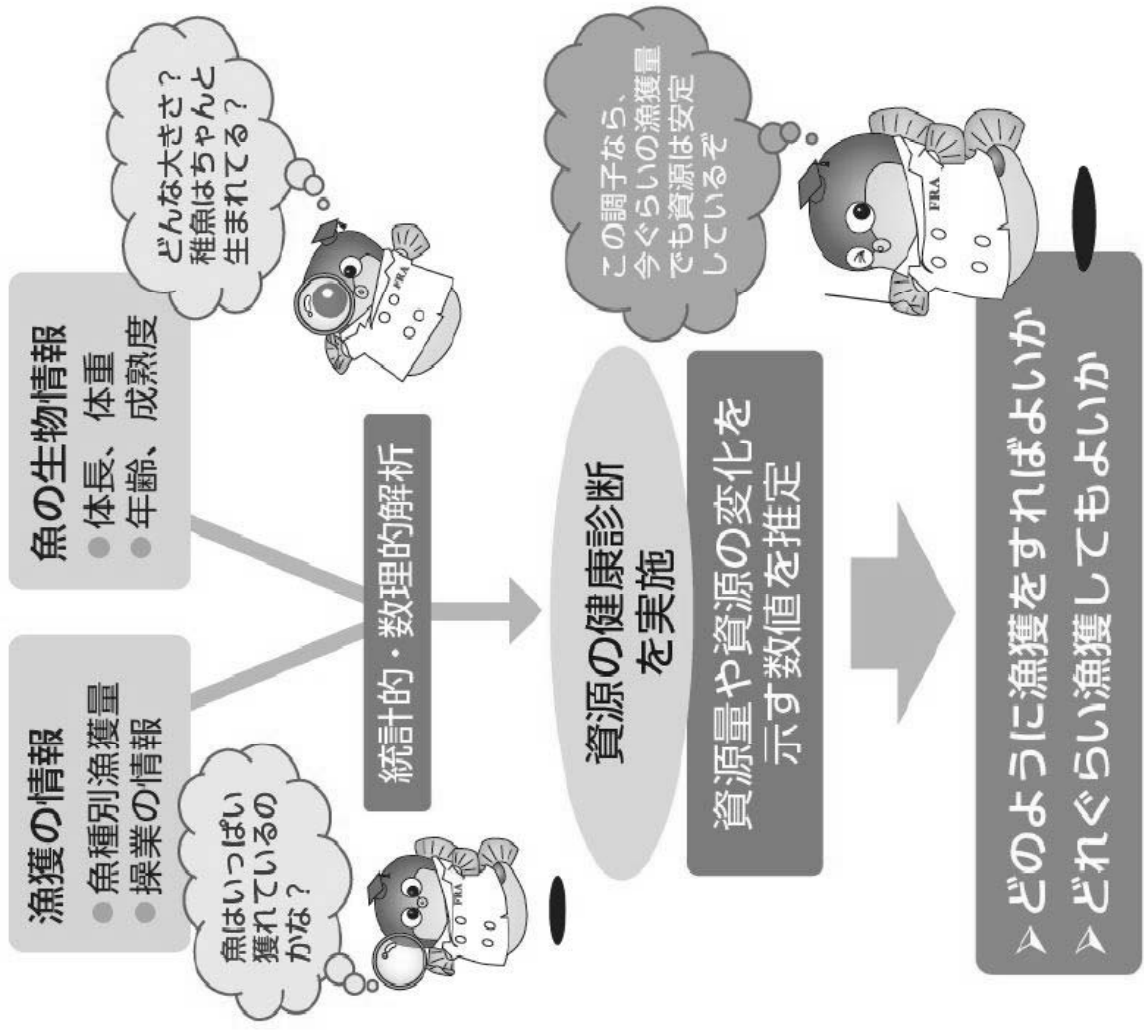 漁獲の情報
● 魚種別漁獲量
● 操業の情報
魚はいっぱい
獲れているの
かな？
FRA
魚の生物情報
● 体長、体重
● 年齢、成熟度
どんな大きさ？
稚魚はちゃんと
生まれてる？
FRA
統計的・数理的解析
資源の健康診断
を実施
資源量や資源の変化を
示す数値を推定
この調子なら、
今ぐらいの漁獲量
でも資源は安定
しているぞ
FRA
➤ どのように漁獲をすればよいか
➤ どれぐらい漁獲してもよいか